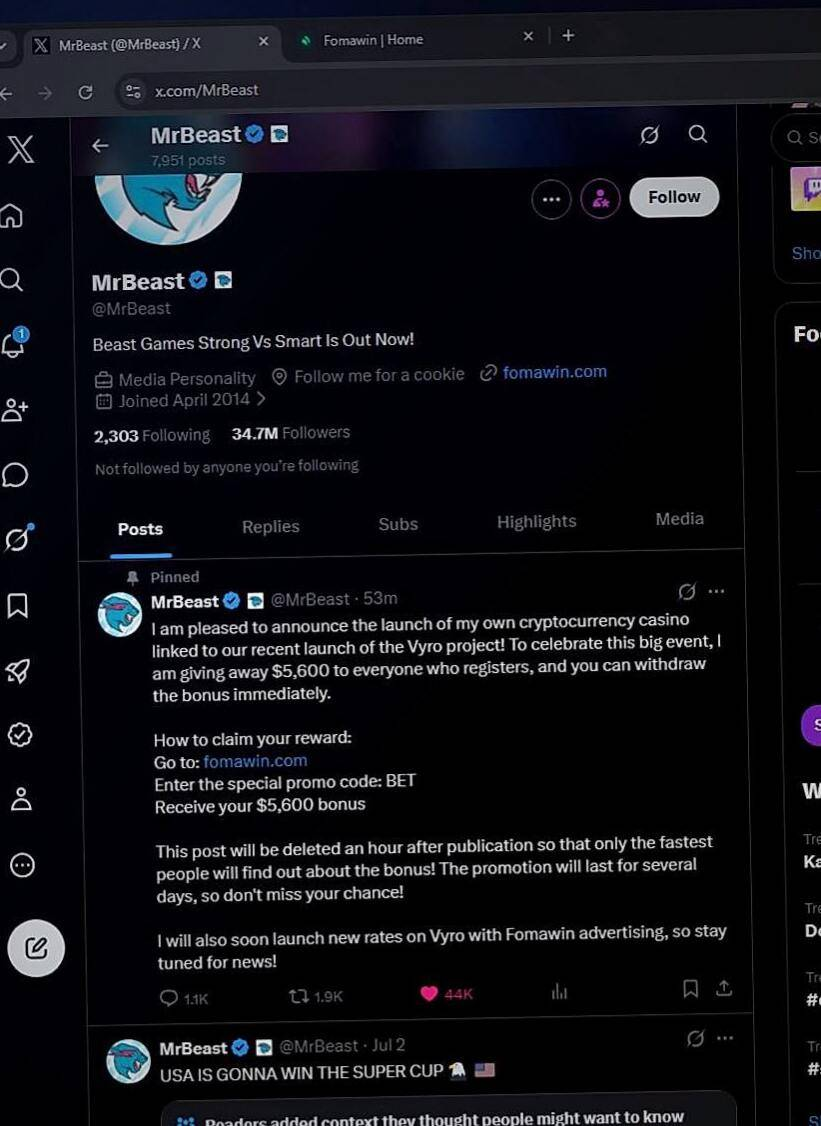 MrBeast (@MrBeast) / X
Fomawin | Home
x.com/MrBeast
MrBeast
7,951 posts
Follow
MrBeast
@MrBeast
Beast Games Strong Vs Smart Is Out Now!
Media Personality Follow me for a cookie fomawin.com
Joined April 2014
2,303 Following 34.7M Followers
Not followed by anyone you're following
Posts Replies Subs Highlights Media
Pinned
MrBeast @MrBeast · 53m
I am pleased to announce the launch of my own cryptocurrency casino
linked to our recent launch of the Vyro project! To celebrate this big event, I
am giving away $5,600 to everyone who registers, and you can withdraw
the bonus immediately.
How to claim your reward:
Go to: fomawin.com
Enter the special promo code: BET
Receive your $5,600 bonus
This post will be deleted an hour after publication so that only the fastest
people will find out about the bonus! The promotion will last for several
days, so don't miss your chance!
I will also soon launch new rates on Vyro with Fomawin advertising, so stay
tuned for news!
1.1K 1.9K 44K
MrBeast @MrBeast · Jul 2
USA IS GONNA WIN THE SUPER CUP
Readers added context they thought people might want to know
1